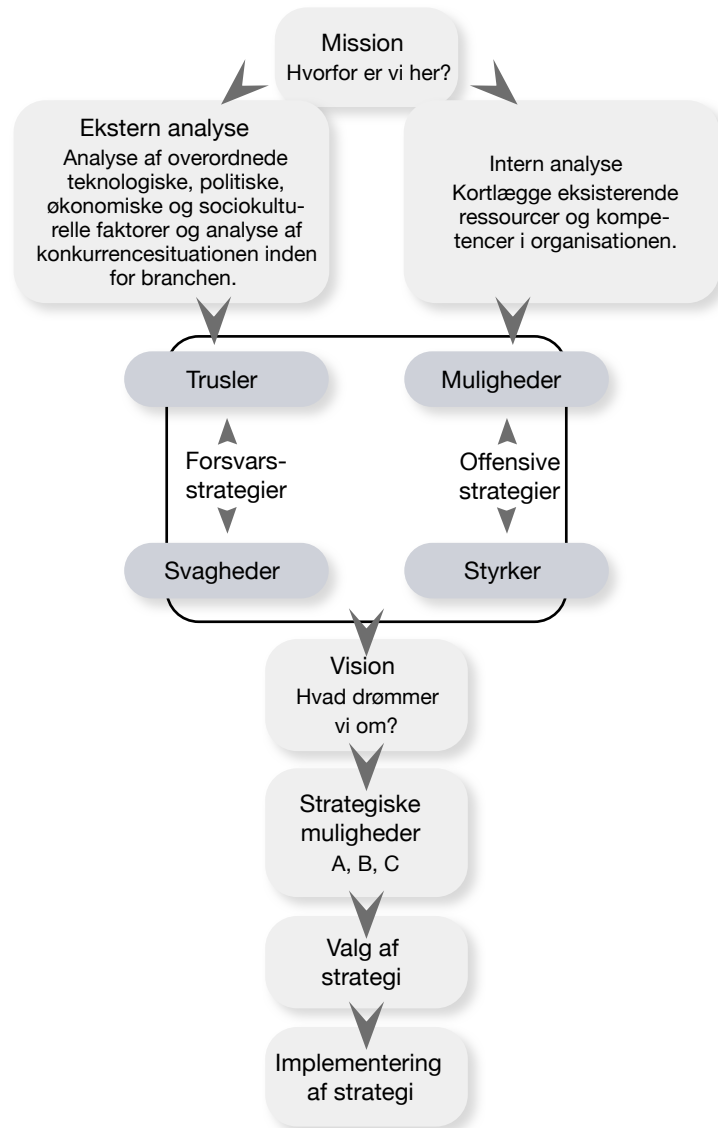 Mission
Hvorfor er vi her?
Ekstern analyse
Analyse af overordnede
teknologiske, politiske,
økonomiske og sociokultu-
relle faktorer og analyse af
konkurrencesituationen inden
for branchen.
Intern analyse
Kortlægge eksisterende
ressourcer og kompe-
tencer i organisationen.
Trusler
Muligheder
Forsvars-
strategier
Offensive
strategier
Svagheder
Styrker
Vision
Hvad drømmer
vi om?
Strategiske
muligheder
A, B, C
Valg af
strategi
Implementering
af strategi